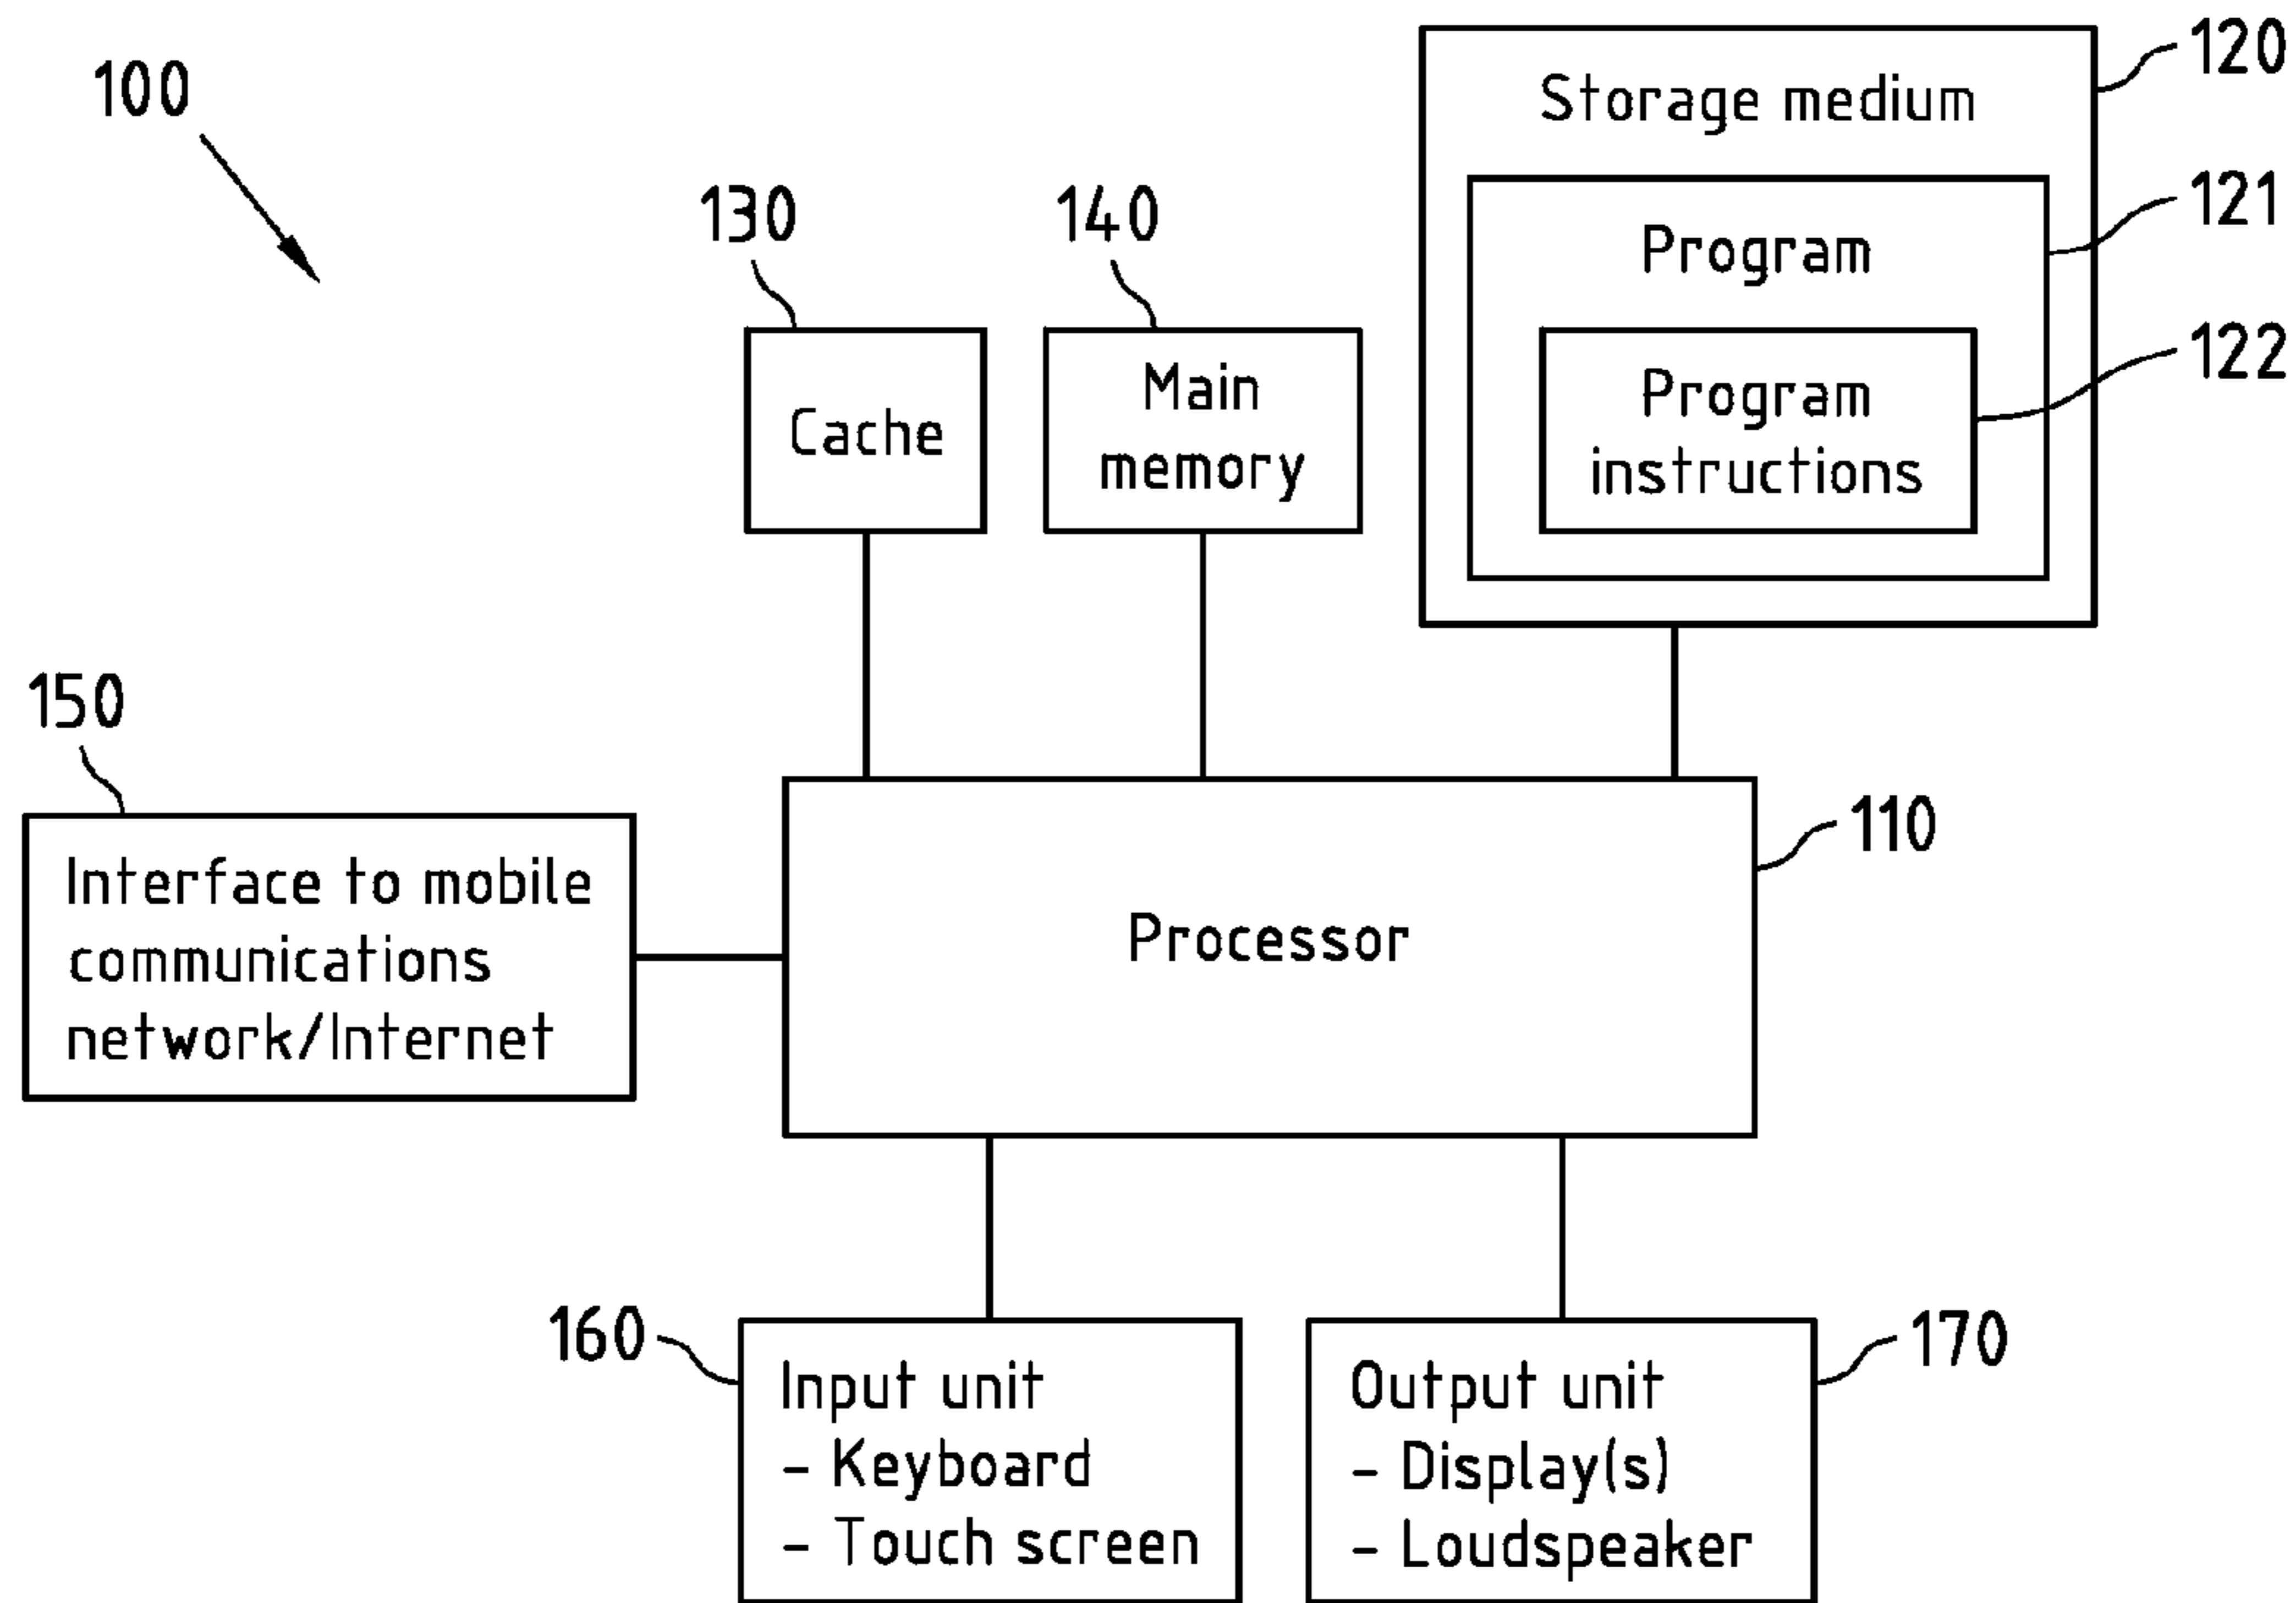 100
120
Storage medium
121
Program
122
Program
instructions
130
Cache
140
Main
memory
150
Interface to mobile
communications
network/Internet
110
Processor
160
Input unit
- Keyboard
- Touch screen
170
Output unit
- Display(s)
- Loudspeaker